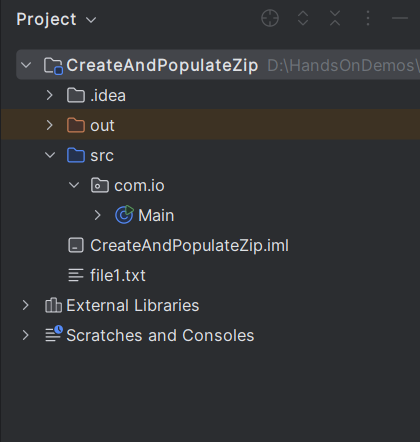 Project
CreateAndPopulateZip D:\HandsOnDemos\
.idea
out
src
com.io
Main
CreateAndPopulateZip.iml
file1.txt
External Libraries
Scratches and Consoles